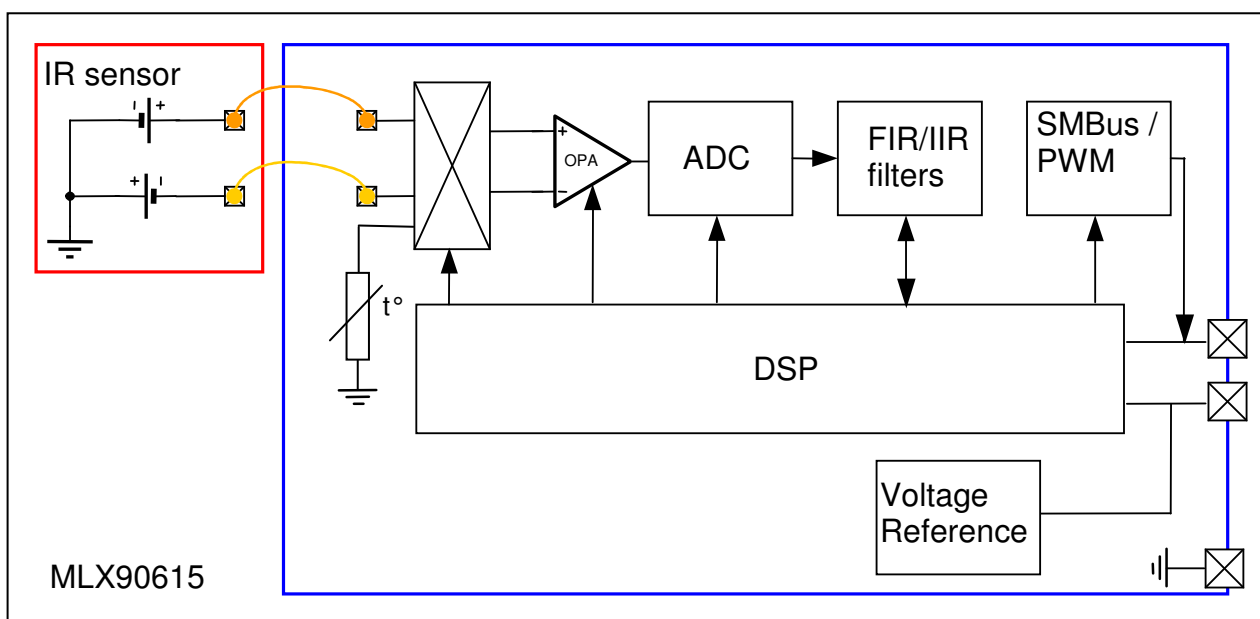 IR sensor
- +
+ -
+
OPA
-
ADC
FIR/IIR
filters
SMBus /
PWM
t°
DSP
Voltage
Reference
MLX90615